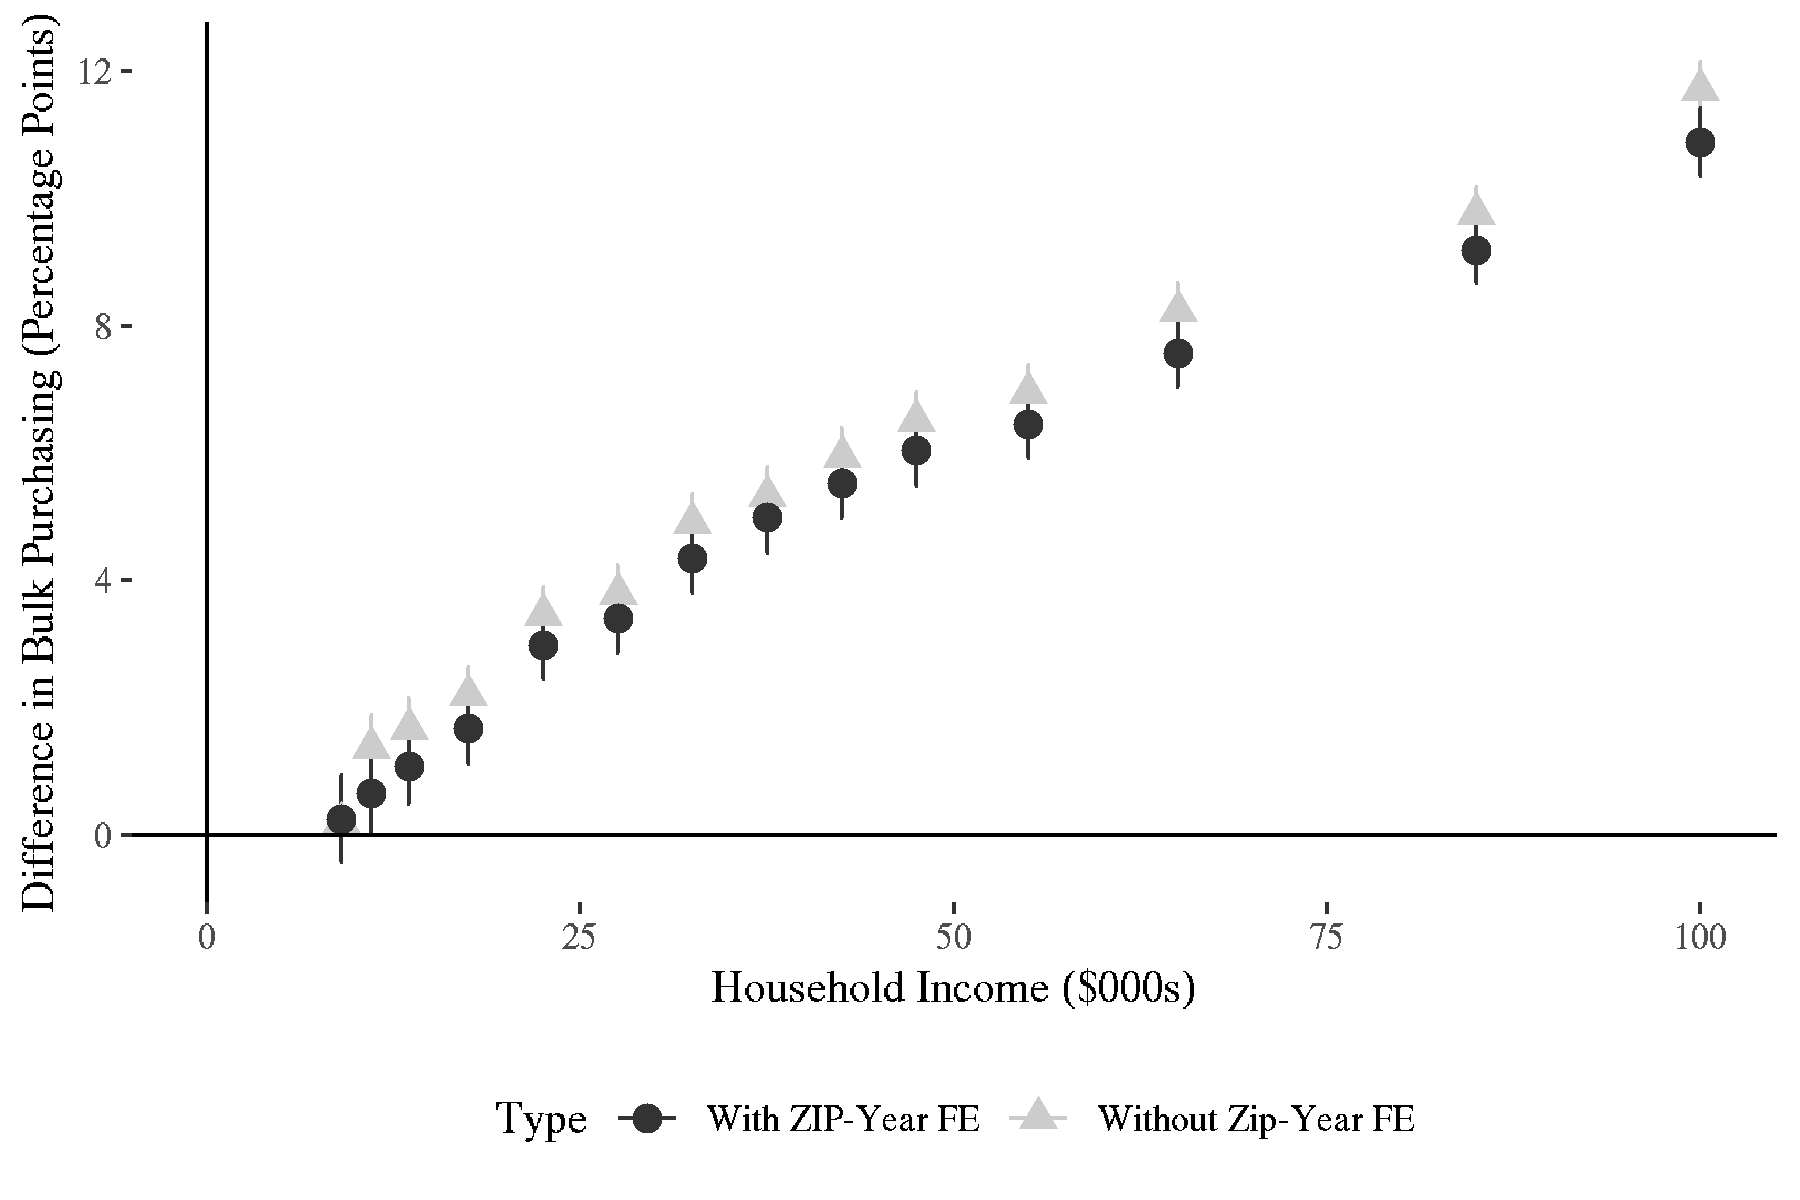 Difference in Bulk Purchasing (Percentage Points)
12
8
4
0
0 25 50 75 100
Household Income ($000s)
Type With ZIP-Year FE Without Zip-Year FE